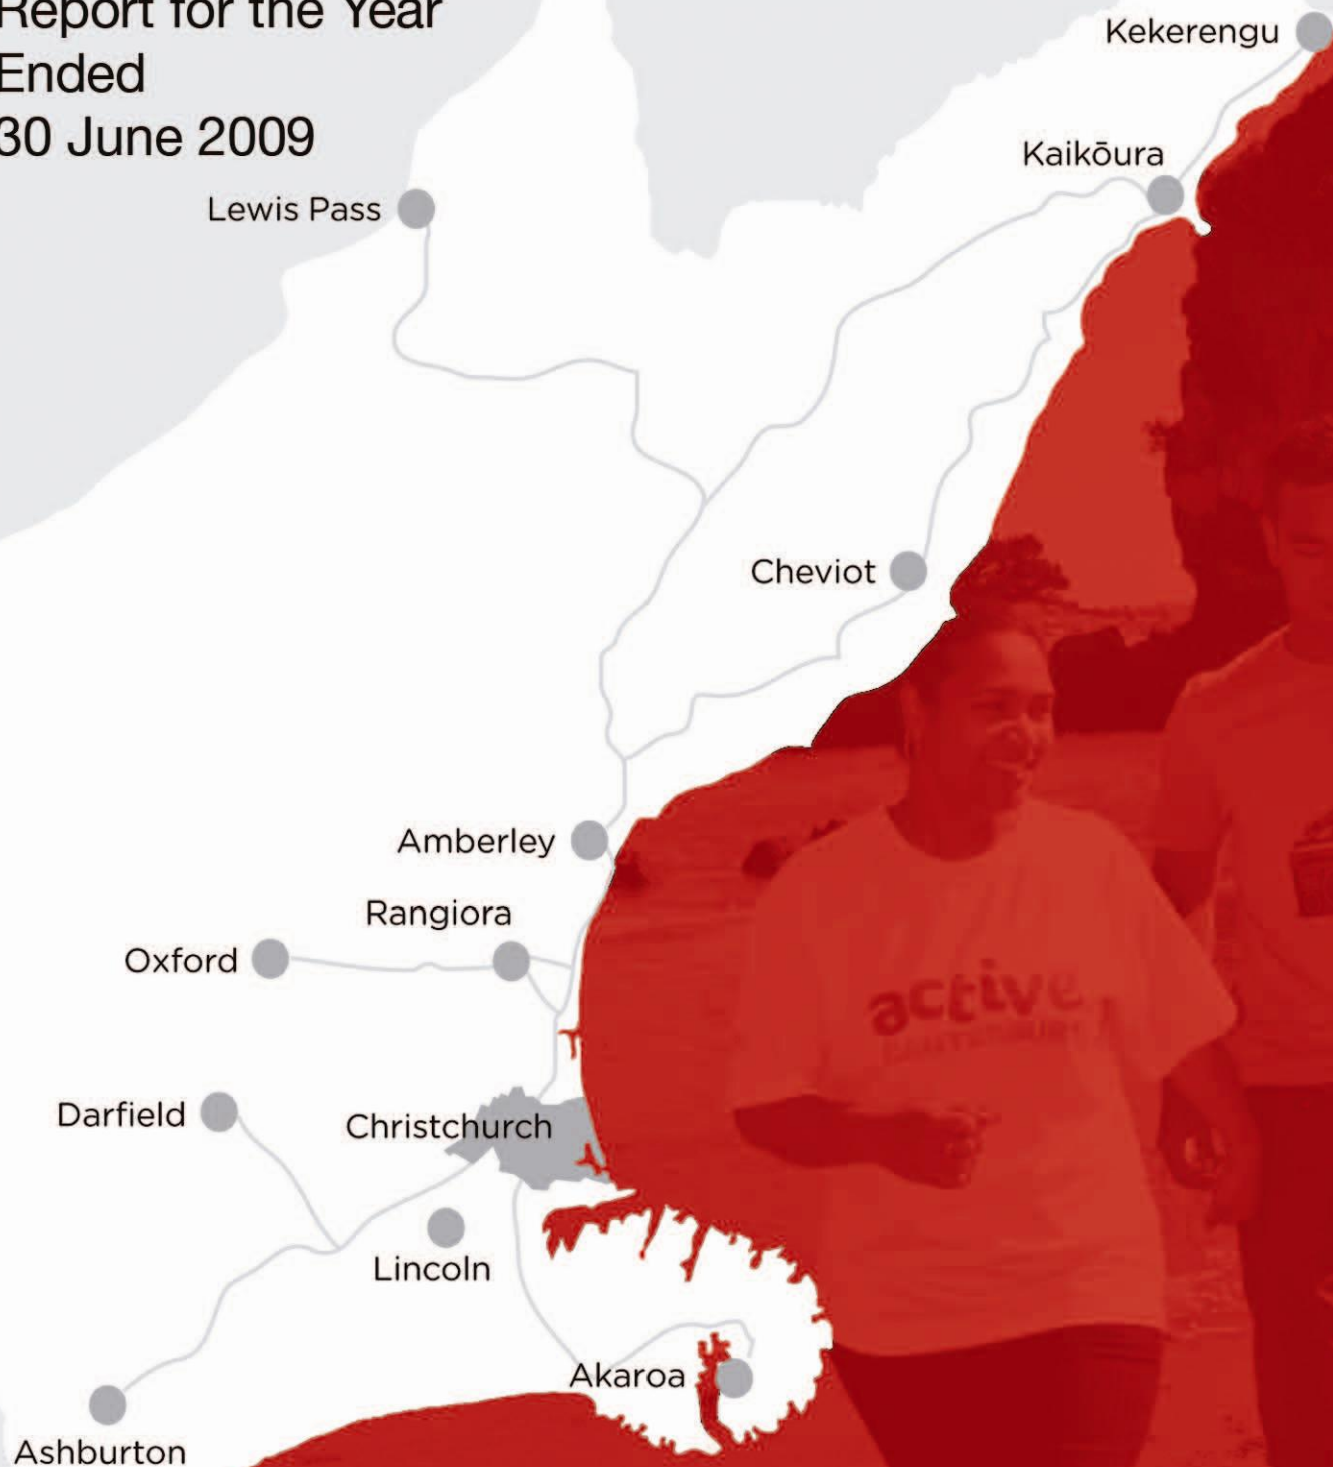 Report for the Year
Ended
30 June 2009
Kekerengu
Kaikōura
Lewis Pass
Cheviot
Amberley
Rangiora
Oxford
active
Darfield
Christchurch
Lincoln
Akaroa
Ashburton